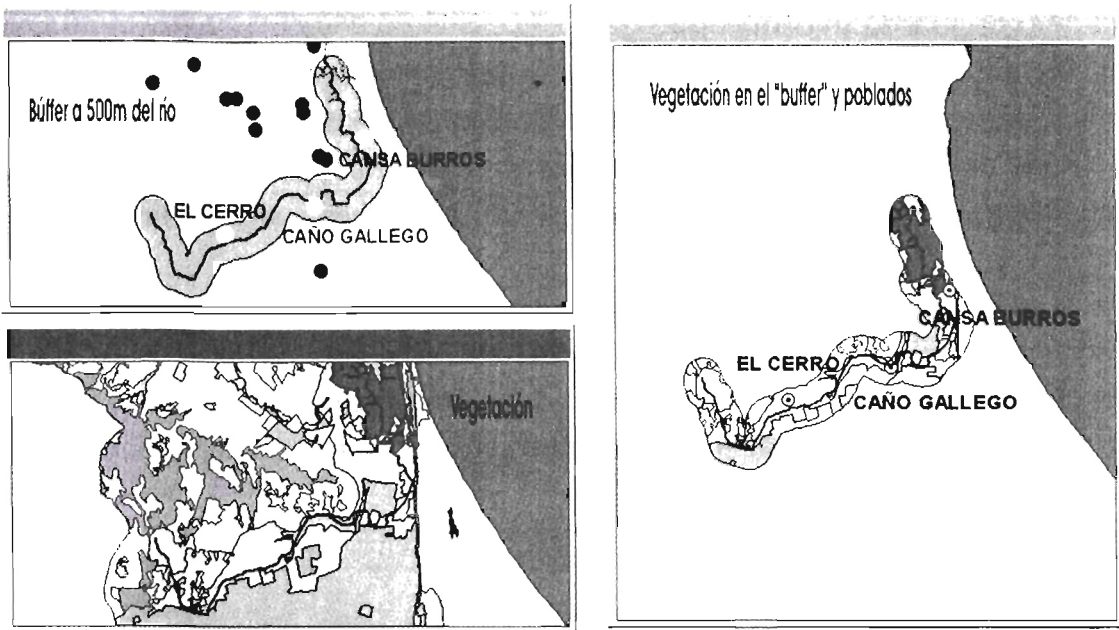 Búffer a 500m del río
CANSA BURROS
EL CERRO
CAÑO GALLEGO
Vegetación
Vegetación en el "buffer" y poblados
CANSA BURROS
EL CERRO
CAÑO GALLEGO